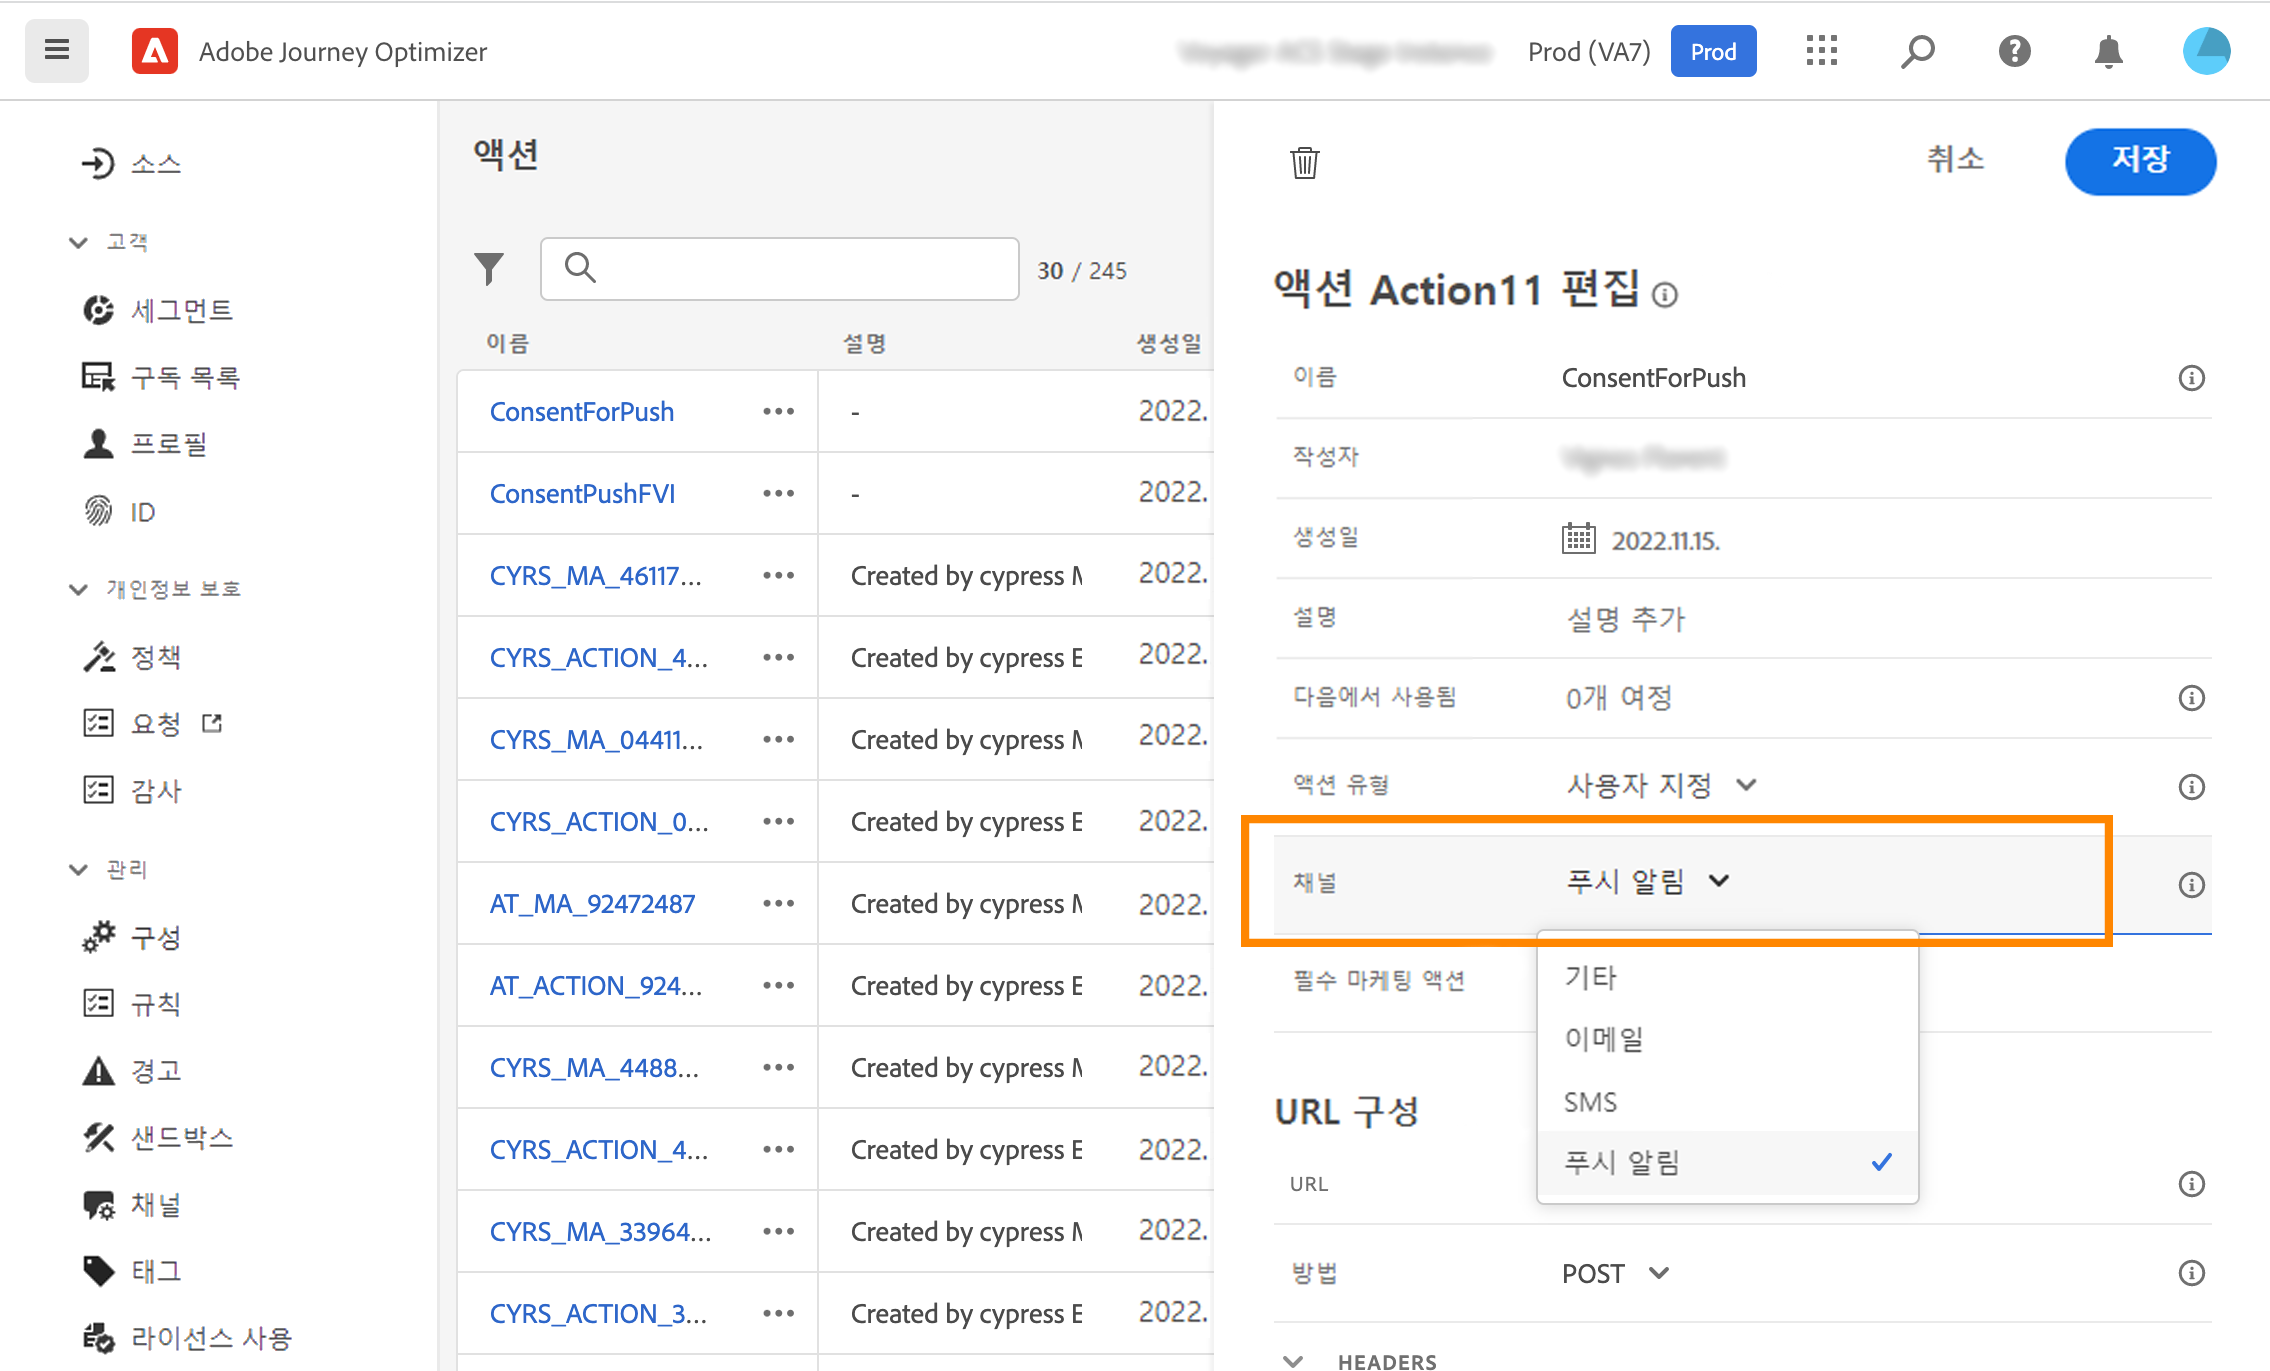 Adobe Journey Optimizer
Prod (VA7)
Prod
소스
고객
세그먼트
구독 목록
프로필
ID
개인정보 보호
정책
요청
감사
관리
구성
규칙
경고
샌드박스
채널
태그
라이선스 사용
액션
30 / 245
이름 설명 생성일
ConsentForPush - 2022.
ConsentPushFVI - 2022.
CYRS_MA_46117... Created by cypress M 2022.
CYRS_ACTION_4... Created by cypress E 2022.
CYRS_MA_04411... Created by cypress M 2022.
CYRS_ACTION_0... Created by cypress E 2022.
AT_MA_92472487 Created by cypress M 2022.
AT_ACTION_924... Created by cypress E 2022.
CYRS_MA_4488... Created by cypress M 2022.
CYRS_ACTION_4... Created by cypress E 2022.
CYRS_MA_33964... Created by cypress M 2022.
CYRS_ACTION_3... Created by cypress E 2022.
취소
저장
액션 Action11 편집
이름 ConsentForPush
작성자
생성일 2022.11.15.
설명 설명 추가
다음에서 사용됨 0개 여정
액션 유형 사용자 지정
채널 푸시 알림
필수 마케팅 액션
기타
이메일
SMS
푸시 알림
URL 구성
URL
방법 POST
HEADERS